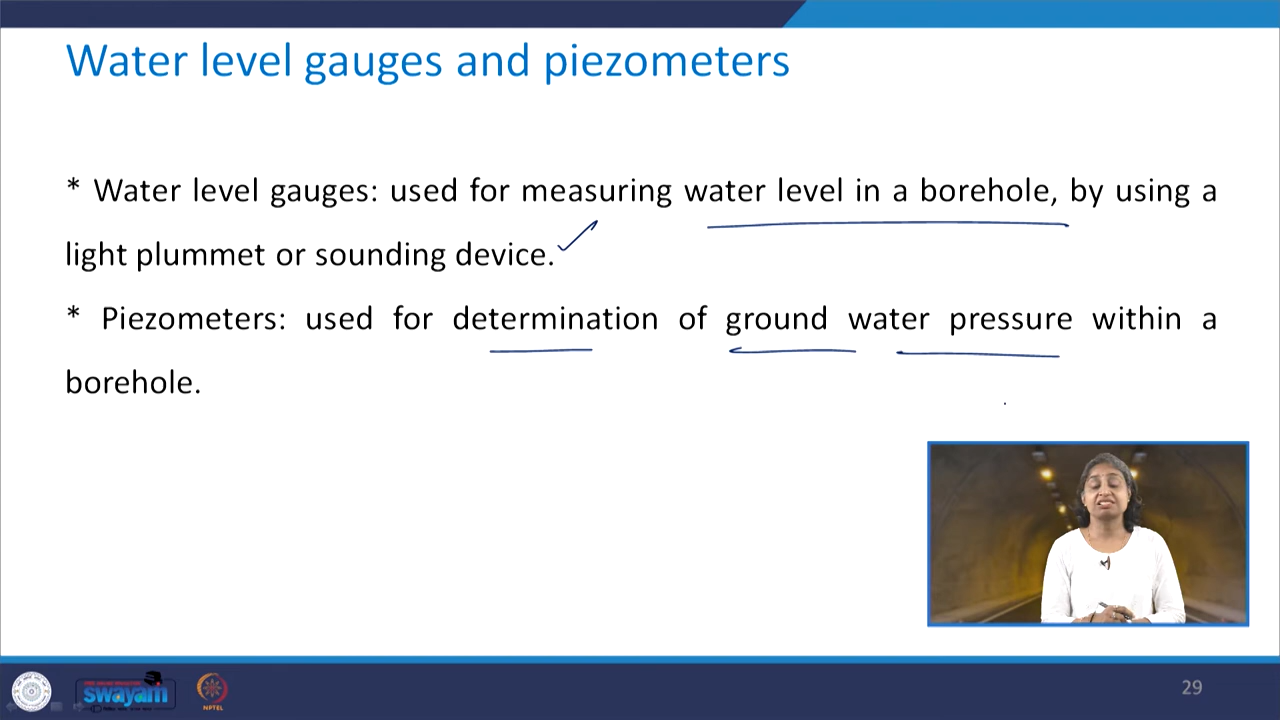 Water level gauges and piezometers
* Water level gauges: used for measuring water level in a borehole, by using a
light plummet or sounding device.
* Piezometers: used for determination of ground water pressure within a
borehole.
swayam
NPTEL
29